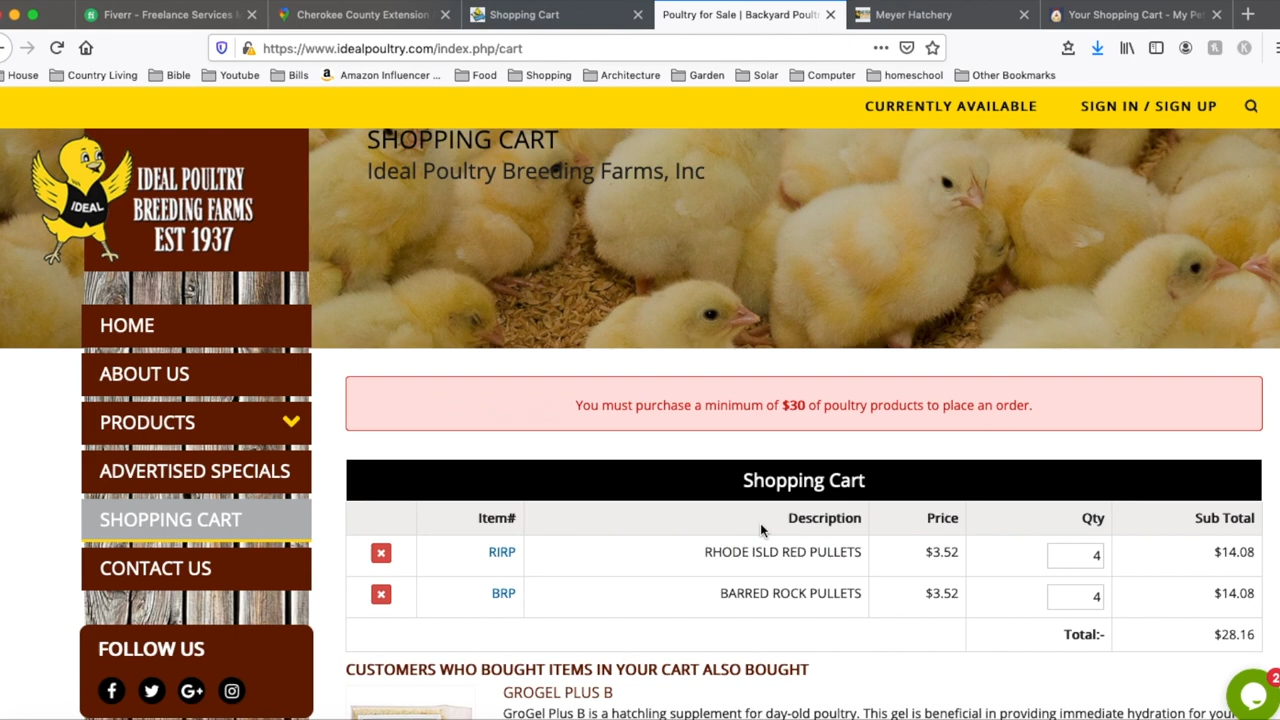 Fiverr - Freelance Services
Cherokee County Extension
Shopping Cart
Poultry for Sale | Backyard Poult
Meyer Hatchery
Your Shopping Cart - My Pe
https://www.idealpoultry.com/index.php/cart
House
Country Living
Bible
Youtube
Bills
Amazon Influencer ...
Food
Shopping
Architecture
Garden
Solar
Computer
homeschool
Other Bookmarks
CURRENTLY AVAILABLE
SIGN IN / SIGN UP
SHOPPING CART
Ideal Poultry Breeding Farms, Inc
IDEAL
IDEAL POULTRY
BREEDING FARMS
EST 1937
HOME
ABOUT US
PRODUCTS
ADVERTISED SPECIALS
SHOPPING CART
CONTACT US
FOLLOW US
You must purchase a minimum of $30 of poultry products to place an order.
Shopping Cart
Item# Description Price Qty Sub Total
RIRP RHODE ISLD RED PULLETS $3.52 4 $14.08
BRP BARRED ROCK PULLETS $3.52 4 $14.08
Total:- $28.16
CUSTOMERS WHO BOUGHT ITEMS IN YOUR CART ALSO BOUGHT
GROGEL PLUS B
GroGel Plus B is a hatchling supplement for day-old poultry. This gel is beneficial in providing immediate hydration for your
2